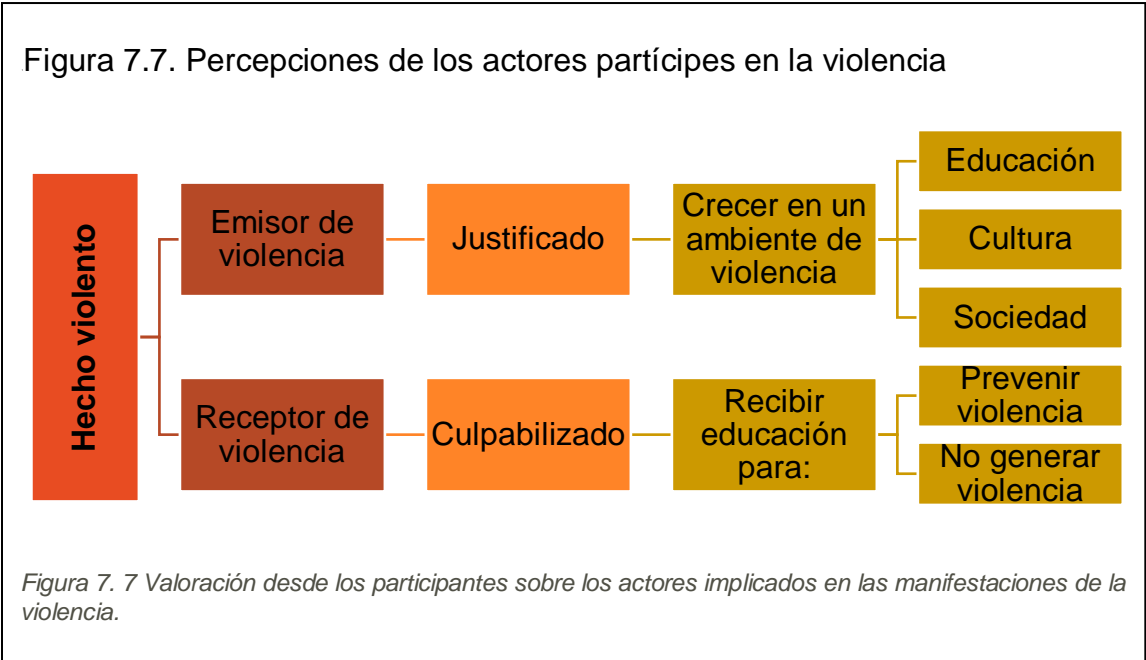 .Figura 7.7. Percepciones de los actores partícipes en la violencia
Hecho violento
Emisor de
violencia
Justificado
Crecer en un
ambiente de
violencia
Educación
Cultura
Sociedad
Receptor de
violencia
Culpabilizado
Recibir
educación
para:
Prevenir
violencia
No generar
violencia
Figura 7. 7 Valoración desde los participantes sobre los actores implicados en las manifestaciones de la
violencia.